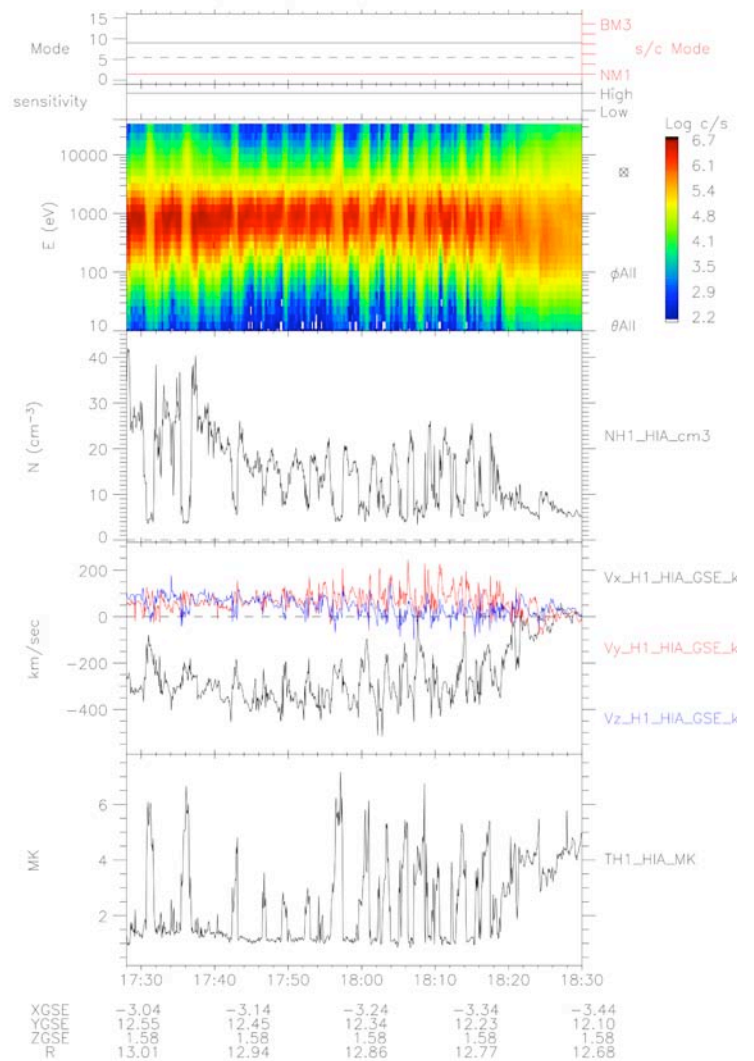 15
10
5
0
Mode
BM3
s/c Mode
NM1
sensitivity
High
Low
10000
1000
100
10
E (eV)
φAll
θAll
Log c/s
6.7
6.1
5.4
4.8
4.1
3.5
2.9
2.2
40
30
20
10
0
N (cm⁻³)
NH1_HIA_cm3
200
0
−200
−400
km/sec
Vx_H1_HIA_GSE_k
Vy_H1_HIA_GSE_k
Vz_H1_HIA_GSE_k
6
4
2
MK
TH1_HIA_MK
17:30 17:40 17:50 18:00 18:10 18:20 18:30
XGSE −3.04 −3.14 −3.24 −3.34 −3.44
YGSE 12.55 12.45 12.34 12.23 12.10
ZGSE 1.58 1.58 1.58 1.58 1.58
R 13.01 12.94 12.86 12.77 12.68